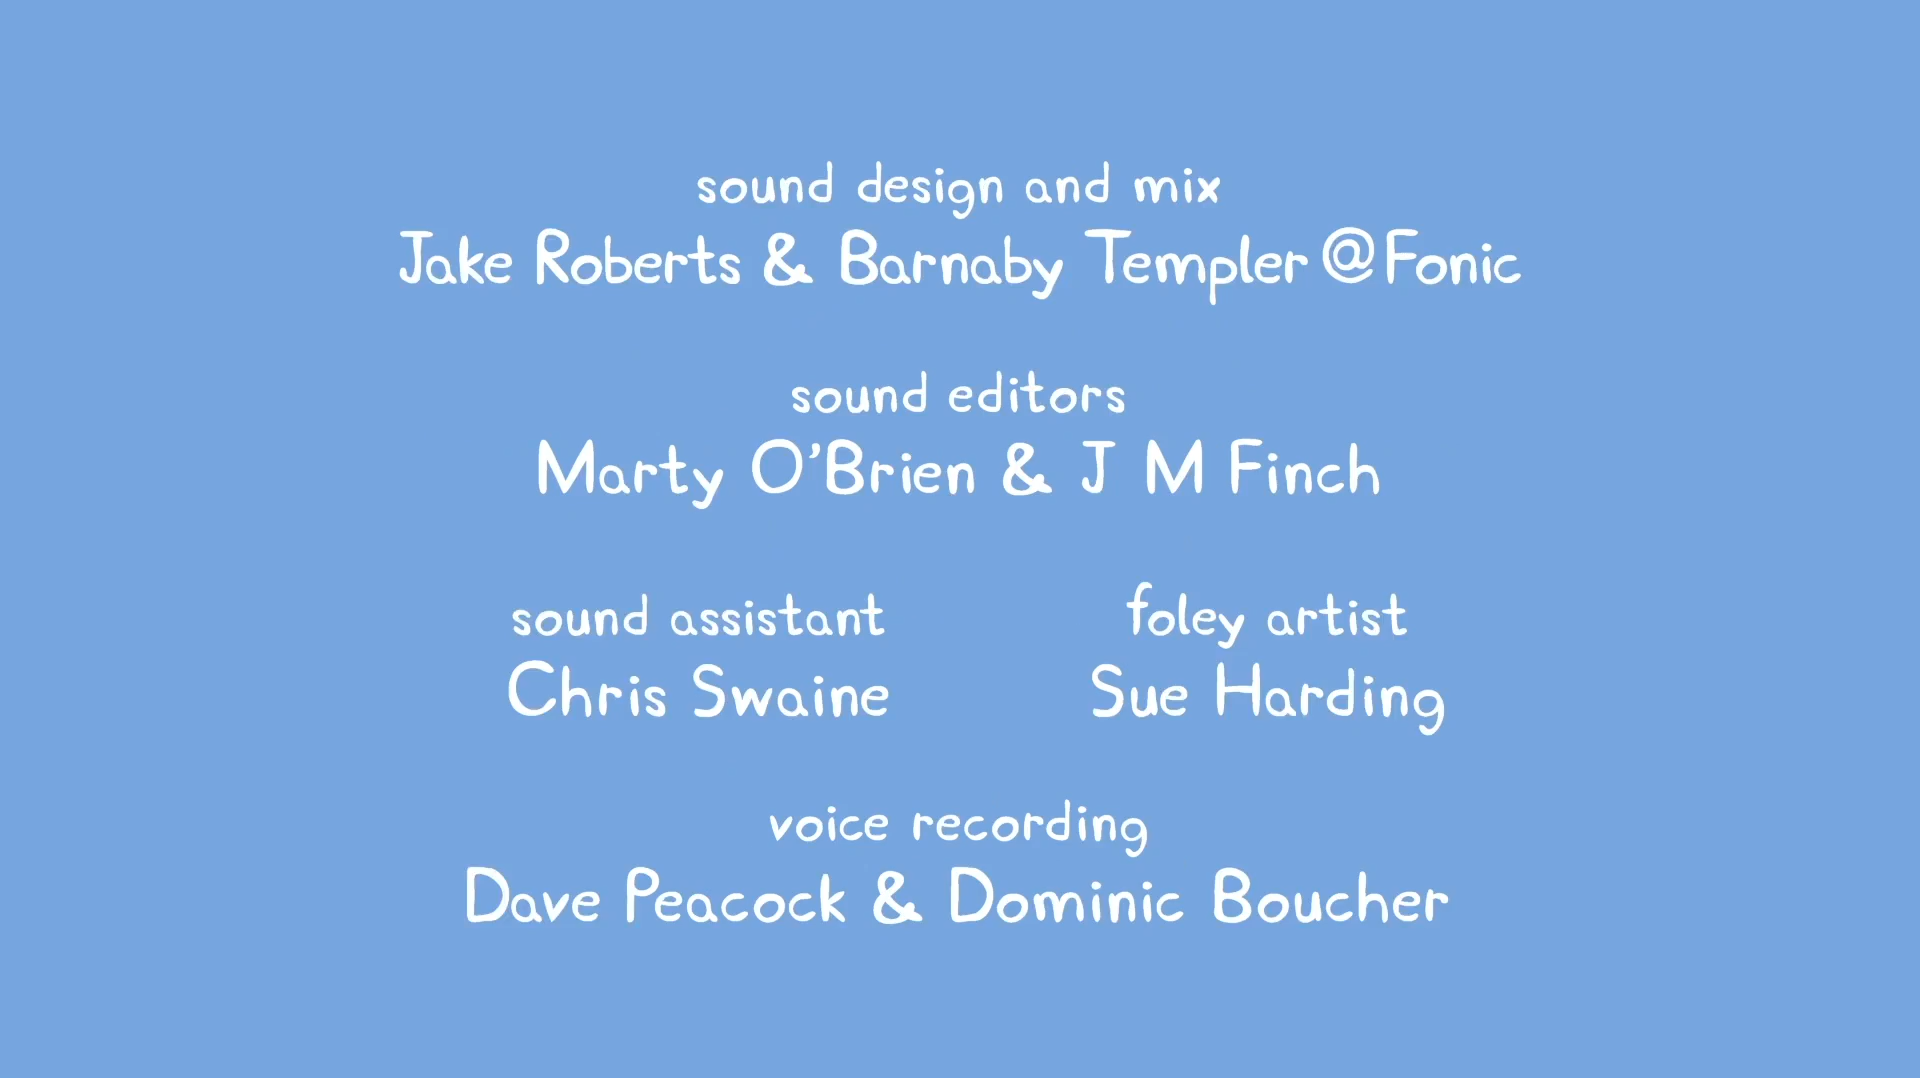 sound design and mix
Jake Roberts & Barnaby Templer @Fonic
sound editors
Marty O'Brien & J M Finch
sound assistant
Chris Swaine
foley artist
Sue Harding
voice recording
Dave Peacock & Dominic Boucher